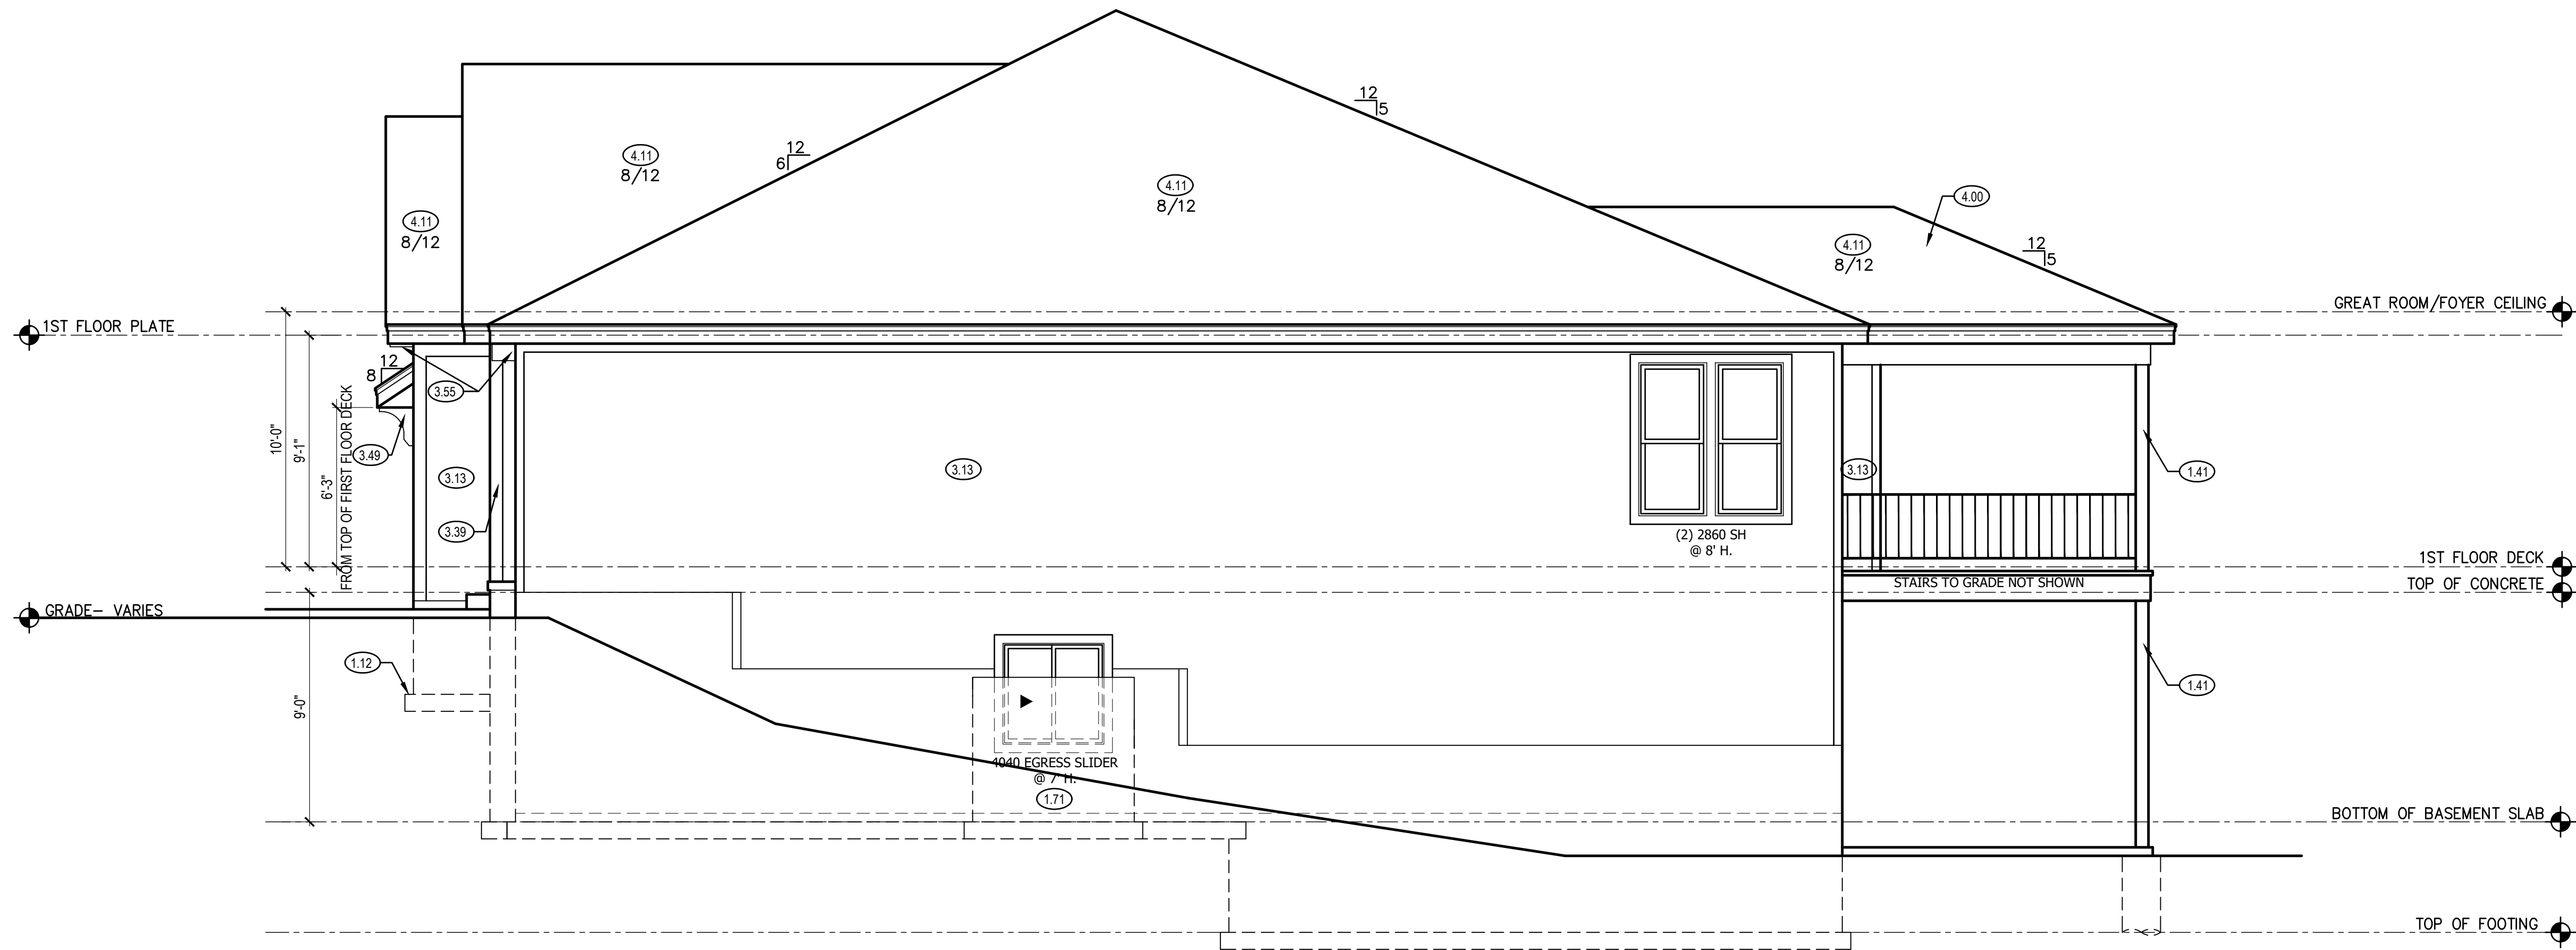 12
5
12
6
4.11
8/12
4.11
8/12
4.00
4.11
8/12
4.11
8/12
12
5
GREAT ROOM/FOYER CEILING
1ST FLOOR PLATE
12
8
3.55
10'-0"
9'-1"
6'-3"
FROM TOP OF FIRST FLOOR DECK
3.49
3.13
3.13
3.13
1.41
3.39
(2) 2860 SH
@ 8' H.
1ST FLOOR DECK
STAIRS TO GRADE NOT SHOWN
TOP OF CONCRETE
GRADE- VARIES
1.12
1.41
9'-0"
4040 EGRESS SLIDER
@ 7' H.
1.71
BOTTOM OF BASEMENT SLAB
TOP OF FOOTING